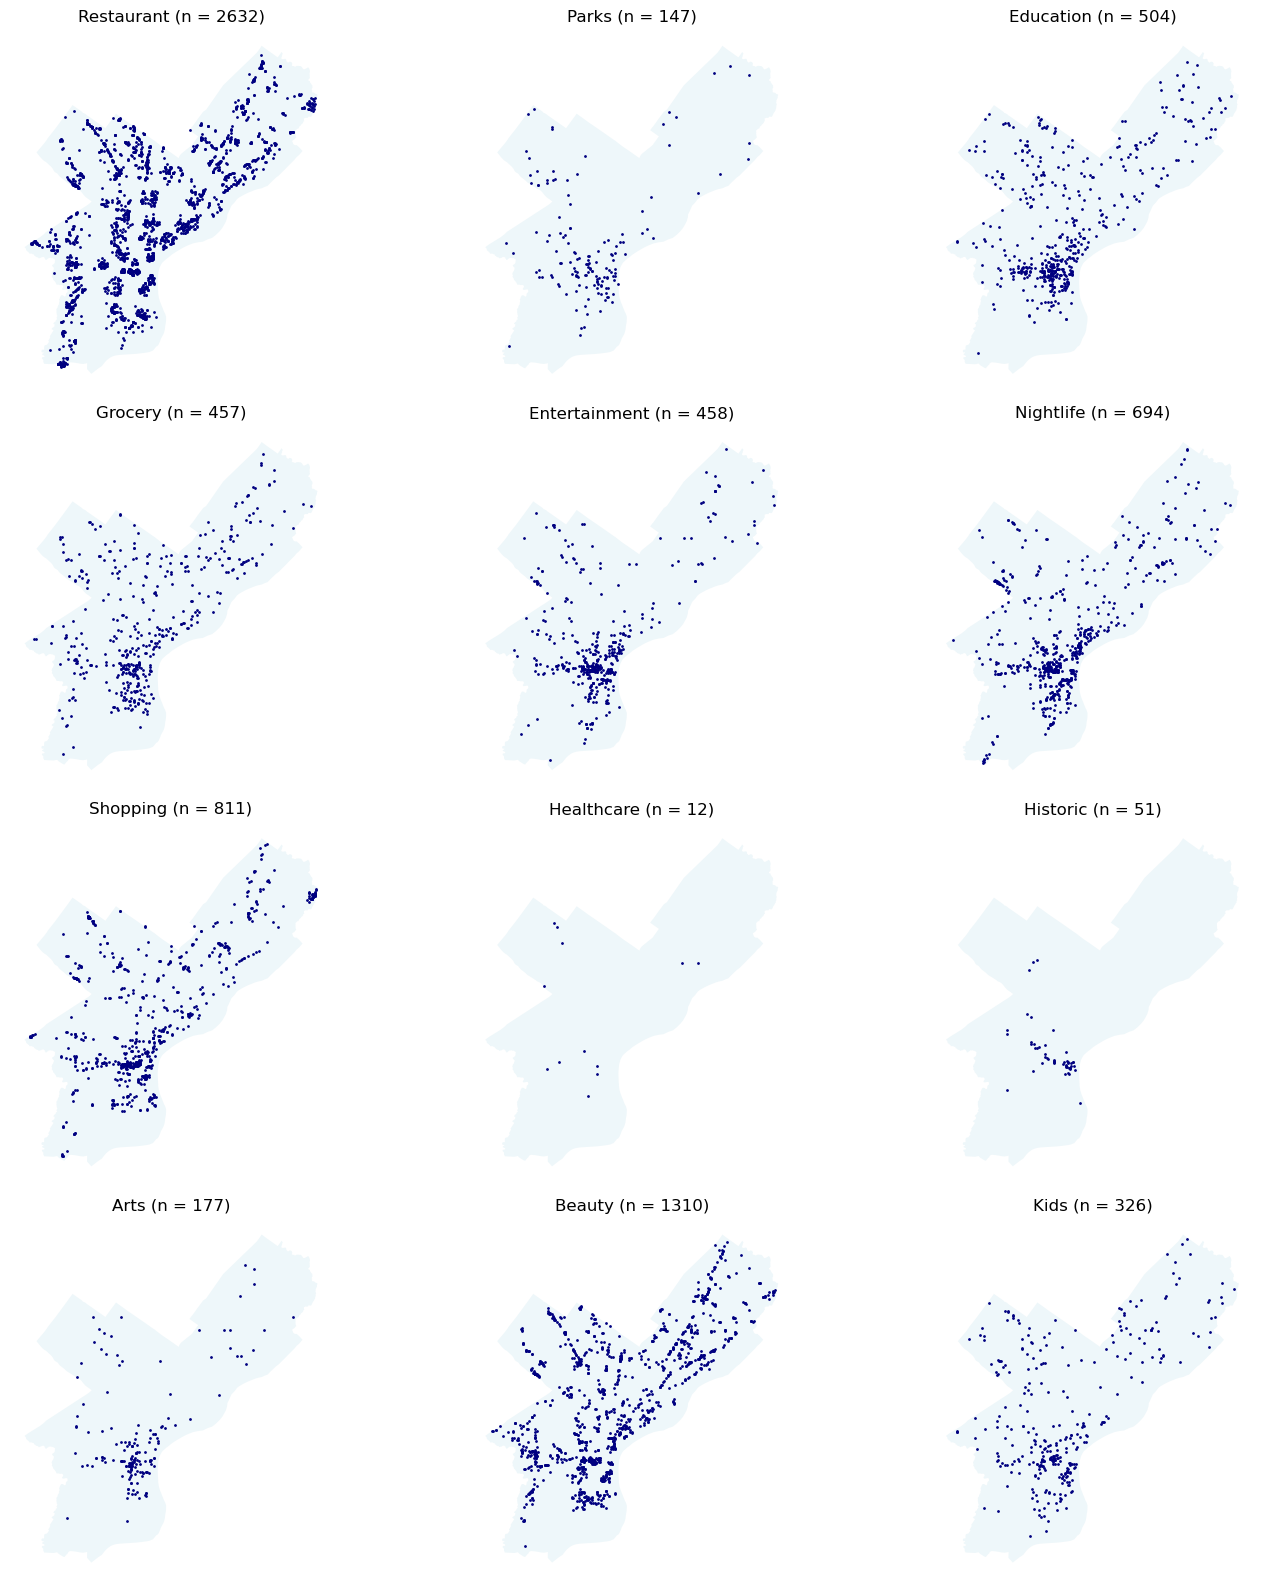 Restaurant (n = 2632)
Parks (n = 147)
Education (n = 504)
Grocery (n = 457)
Entertainment (n = 458)
Nightlife (n = 694)
Shopping (n = 811)
Healthcare (n = 12)
Historic (n = 51)
Arts (n = 177)
Beauty (n = 1310)
Kids (n = 326)